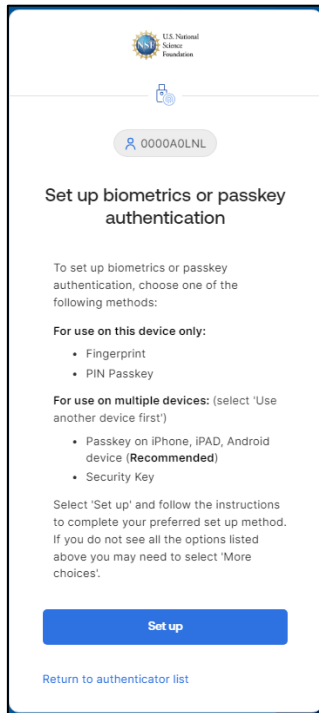 NSF
U.S. National
Science
Foundation
0000A0LNL
Set up biometrics or passkey
authentication
To set up biometrics or passkey
authentication, choose one of the
following methods:
For use on this device only:
• Fingerprint
• PIN Passkey
For use on multiple devices: (select 'Use
another device first')
• Passkey on iPhone, iPAD, Android
device (Recommended)
• Security Key
Select 'Set up' and follow the instructions
to complete your preferred set up method.
If you do not see all the options listed
above you may need to select 'More
choices'.
Set up
Return to authenticator list